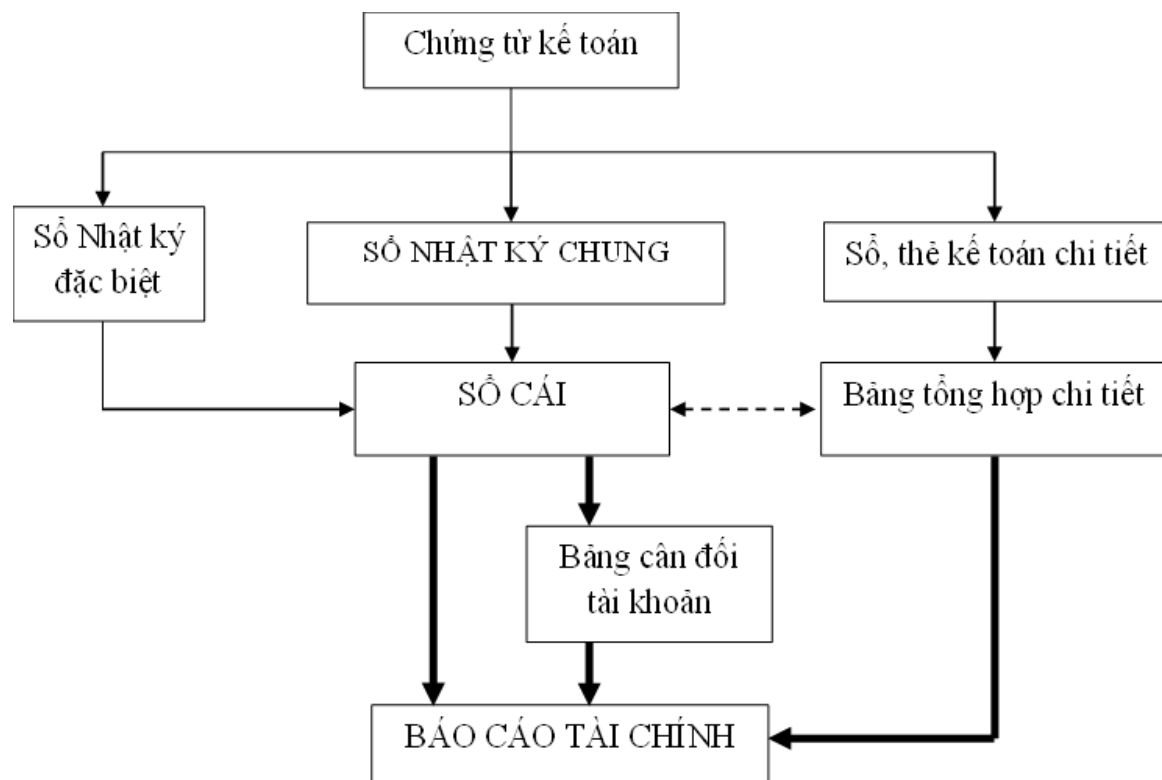 Chứng từ kế toán
Sổ Nhật ký
đặc biệt
SỔ NHẬT KÝ CHUNG
Sổ, thẻ kế toán chi tiết
SỔ CÁI
Bảng tổng hợp chi tiết
Bảng cân đối
tài khoản
BÁO CÁO TÀI CHÍNH